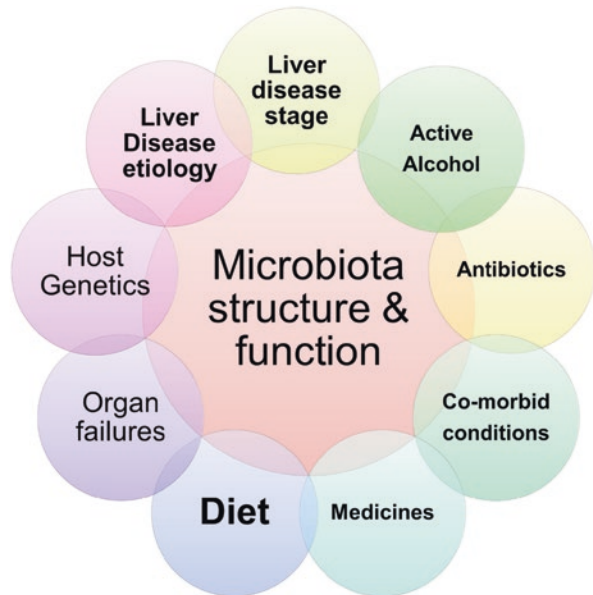 Liver
disease
stage
Active
Alcohol
Antibiotics
Co-morbid
conditions
Medicines
Diet
Organ
failures
Host
Genetics
Liver
Disease
etiology
Microbiota
structure &
function